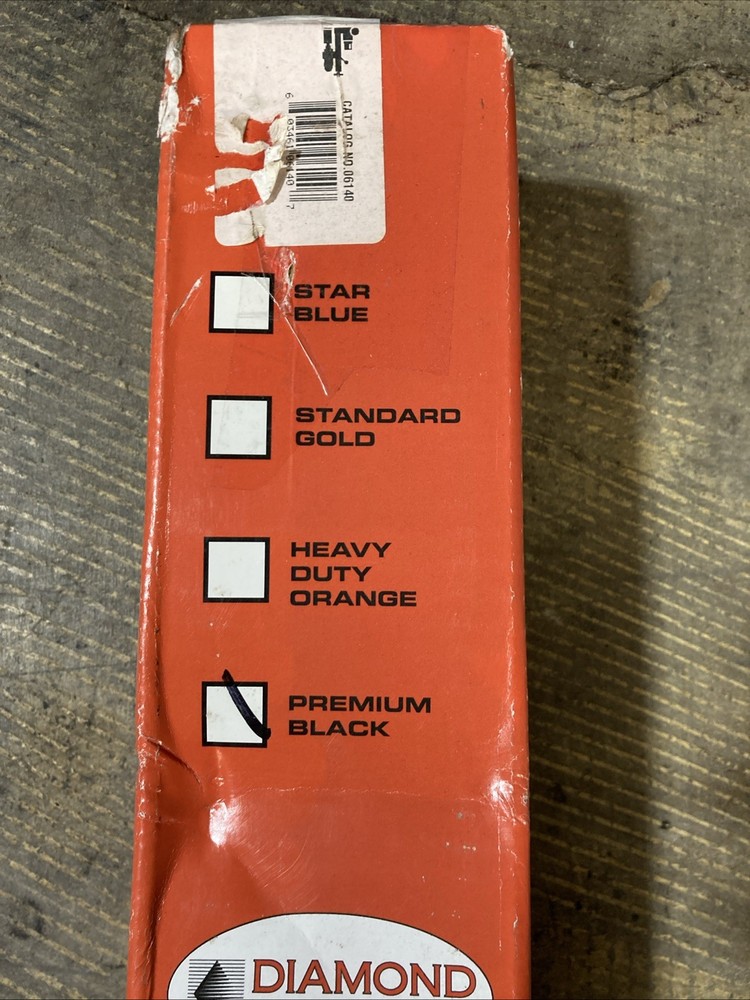 CATALOG NO.06140
STAR
BLUE
STANDARD
GOLD
HEAVY
DUTY
ORANGE
PREMIUM
BLACK
DIAMOND